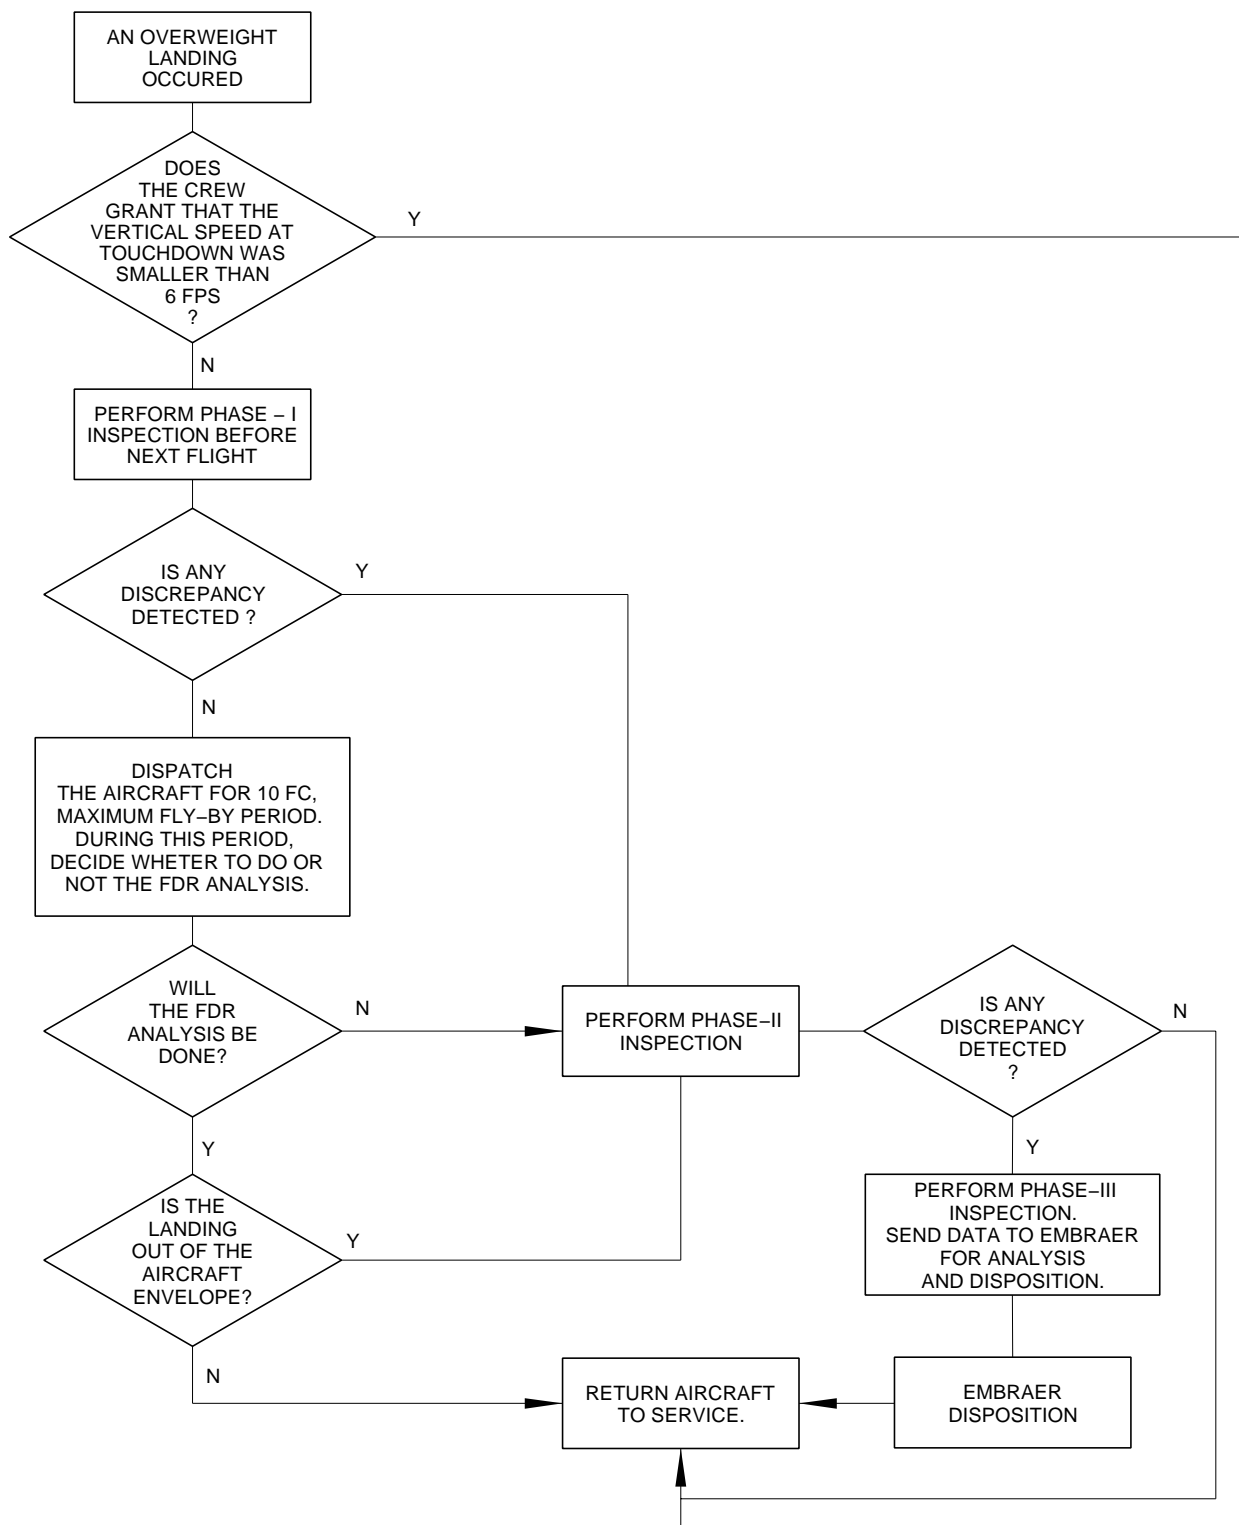 AN OVERWEIGHT
LANDING
OCCURED
DOES
THE CREW
GRANT THAT THE
VERTICAL SPEED AT
TOUCHDOWN WAS
SMALLER THAN
6 FPS
?
Y
N
PERFORM PHASE – I
INSPECTION BEFORE
NEXT FLIGHT
IS ANY
DISCREPANCY
DETECTED ?
Y
N
DISPATCH
THE AIRCRAFT FOR 10 FC,
MAXIMUM FLY–BY PERIOD.
DURING THIS PERIOD,
DECIDE WHETER TO DO OR
NOT THE FDR ANALYSIS.
WILL
THE FDR
ANALYSIS BE
DONE?
N
Y
PERFORM PHASE–II
INSPECTION
IS ANY
DISCREPANCY
DETECTED
?
N
Y
IS THE
LANDING
OUT OF THE
AIRCRAFT
ENVELOPE?
Y
N
PERFORM PHASE–III
INSPECTION.
SEND DATA TO EMBRAER
FOR ANALYSIS
AND DISPOSITION.
RETURN AIRCRAFT
TO SERVICE.
EMBRAER
DISPOSITION